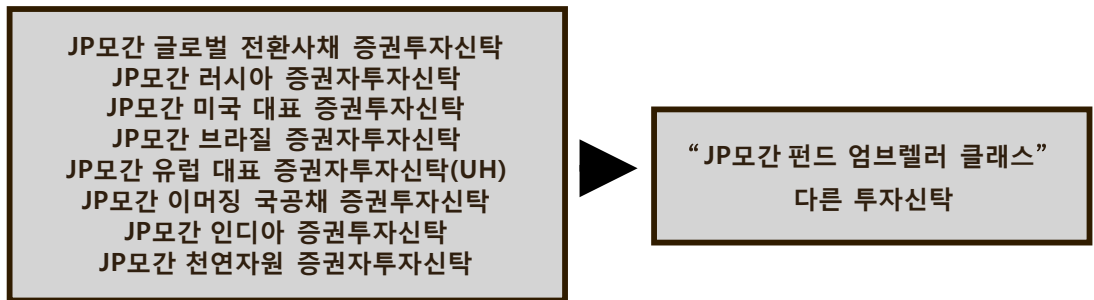 JP모간 글로벌 전환사채 증권투자신탁
JP모간 러시아 증권자투자신탁
JP모간 미국 대표 증권투자신탁
JP모간 브라질 증권자투자신탁
JP모간 유럽 대표 증권자투자신탁(UH)
JP모간 이머징 국공채 증권투자신탁
JP모간 인디아 증권투자신탁
JP모간 천연자원 증권자투자신탁
“JP모간 펀드 엄브렐러 클래스”
다른 투자신탁